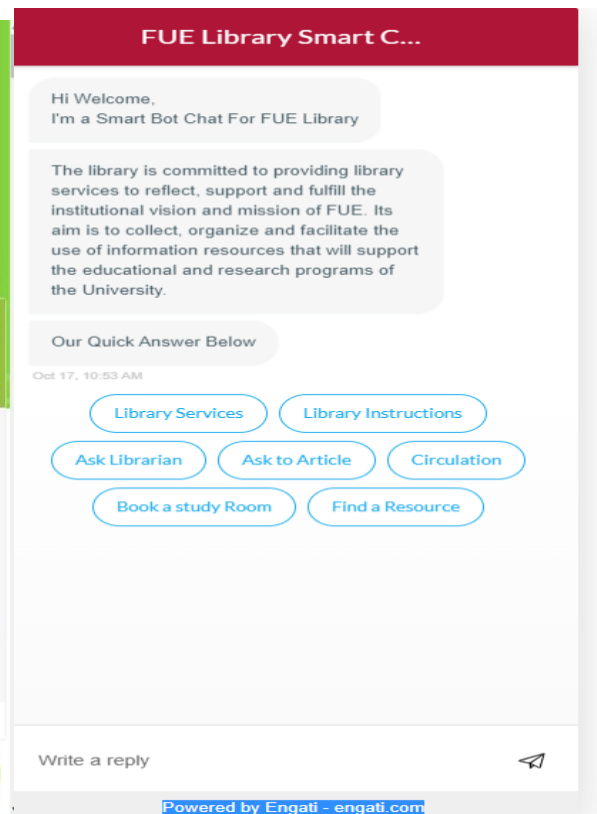 FUE Library Smart C...
Hi Welcome,
I'm a Smart Bot Chat For FUE Library
The library is committed to providing library
services to reflect, support and fulfill the
institutional vision and mission of FUE. Its
aim is to collect, organize and facilitate the
use of information resources that will support
the educational and research programs of
the University.
Our Quick Answer Below
Oct 17, 10:53 AM
Library Services
Library Instructions
Ask Librarian
Ask to Article
Circulation
Book a study Room
Find a Resource
Write a reply
Powered by Engati - engati.com